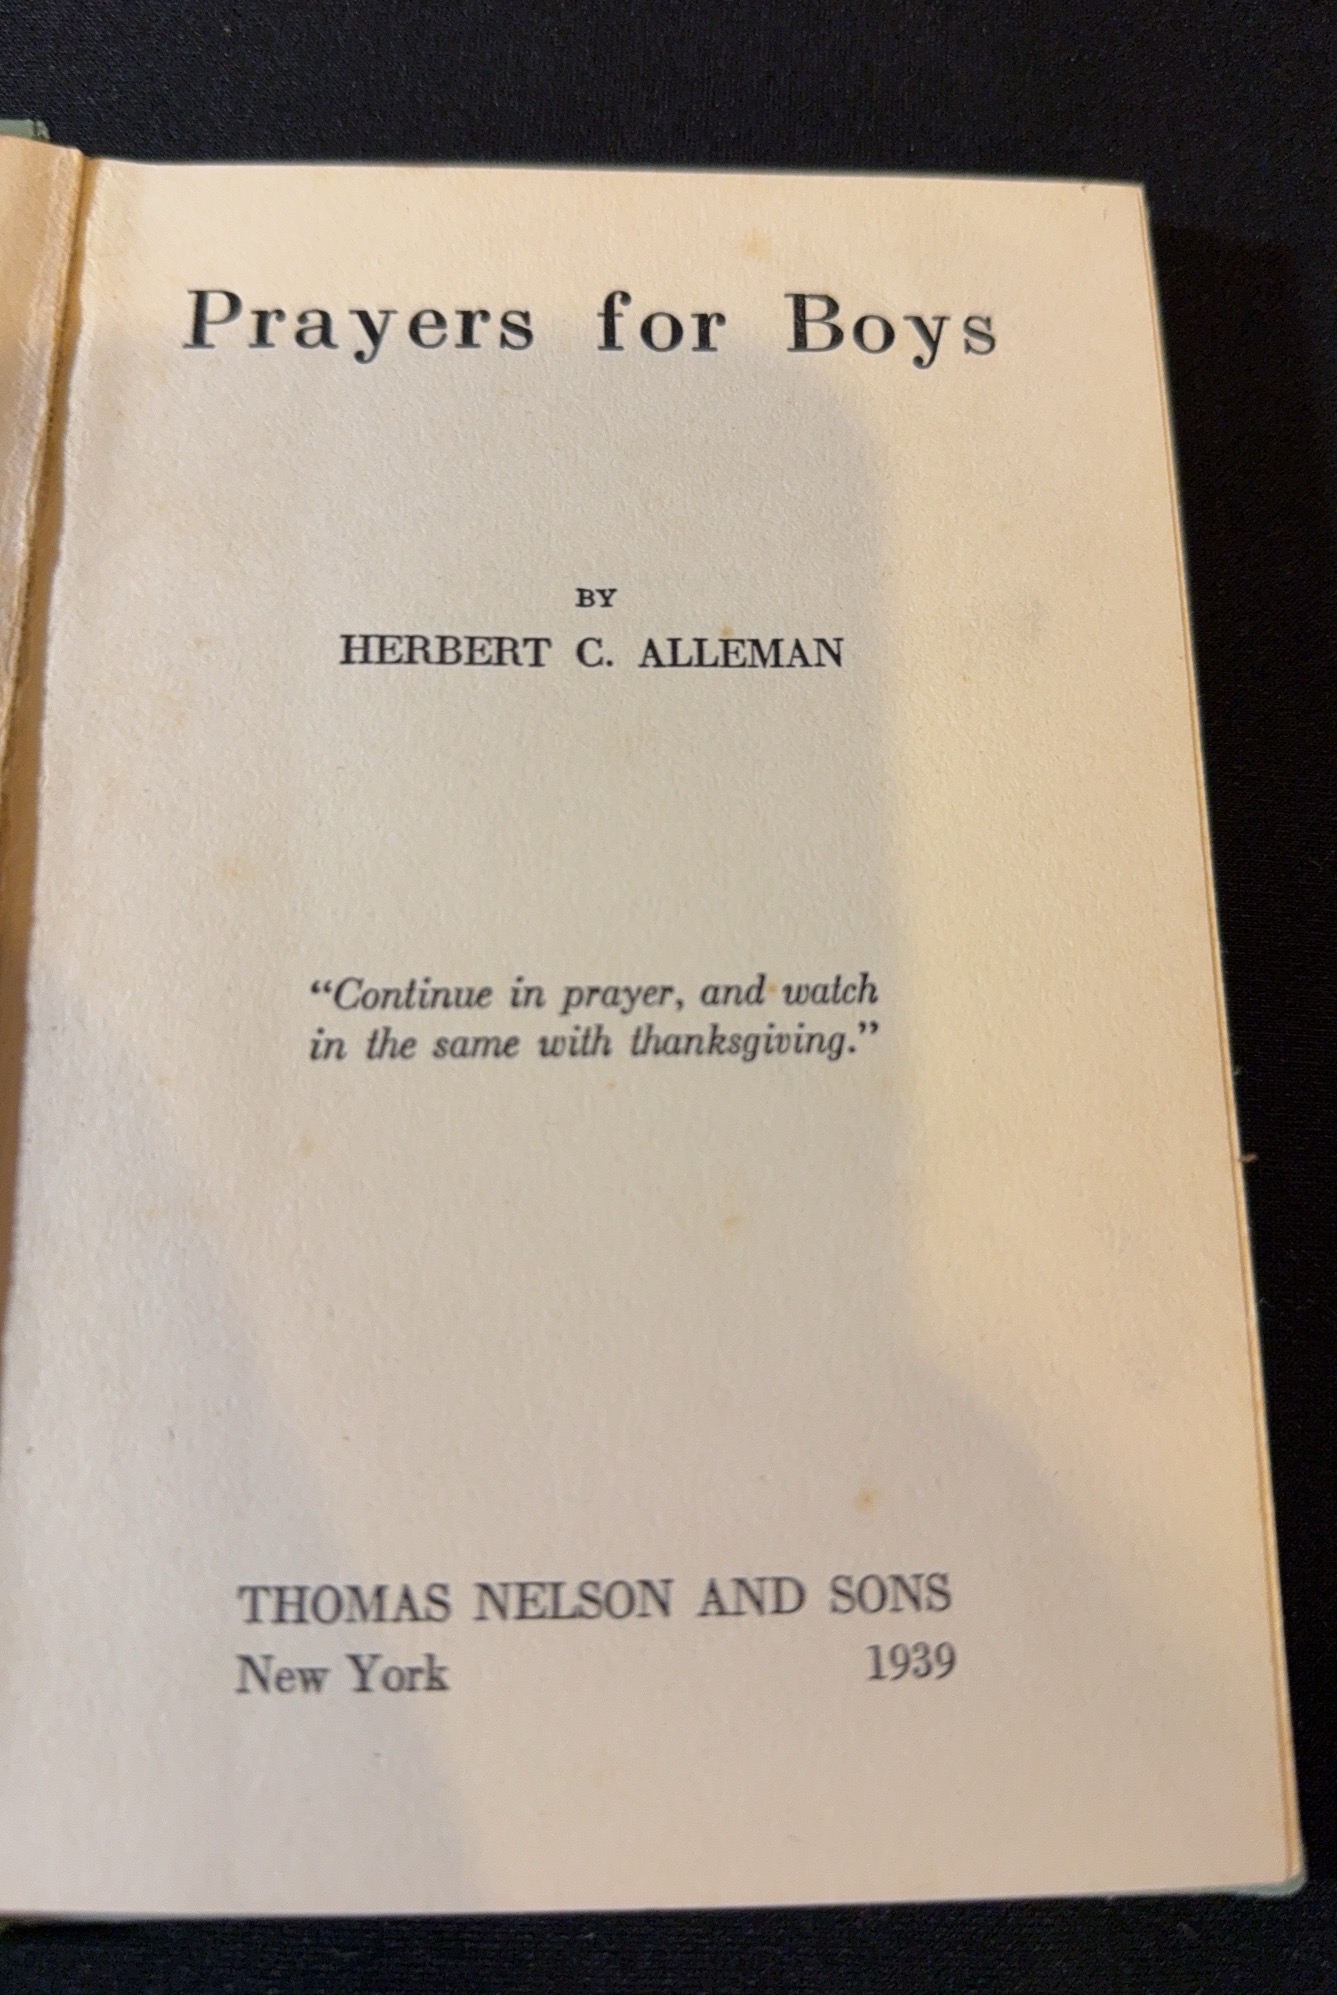 Prayers for Boys
BY
HERBERT C. ALLEMAN
“Continue in prayer, and watch
in the same with thanksgiving.”
THOMAS NELSON AND SONS
New York 1939